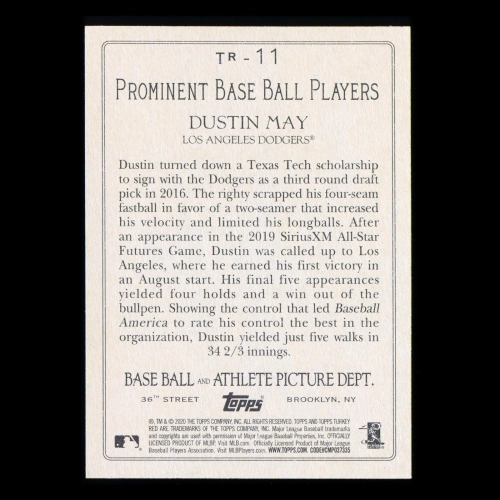 TR - 11
PROMINENT BASE BALL PLAYERS
DUSTIN MAY
LOS ANGELES DODGERS®
Dustin turned down a Texas Tech scholarship
to sign with the Dodgers as a third round draft
pick in 2016. The righty scrapped his four-seam
fastball in favor of a two-seamer that increased
his velocity and limited his longballs. After
an appearance in the 2019 SiriusXM All-Star
Futures Game, Dustin was called up to Los
Angeles, where he earned his first victory in
an August start. His final five appearances
yielded four holds and a win out of the
bullpen. Showing the control that led Baseball
America to rate his control the best in the
organization, Dustin yielded just five walks in
34 2/3 innings.
BASE BALL AND ATHLETE PICTURE DEPT.
36TH STREET Topps BROOKLYN, NY
®, TM & © 2020 THE TOPPS COMPANY, INC. ALL RIGHTS RESERVED. TOPPS AND TOPPS TURKEY
RED ARE TRADEMARKS OF THE TOPPS COMPANY, INC. Major League Baseball trademarks
and copyrights are used with permission of Major League Baseball Properties, Inc. OFFICIALLY
LICENSED PRODUCT OF MLBP. Visit MLB.com. OFFICIALLY LICENSED Product of Major League Baseball
Players Association. Visit MLBPlayers.com. WWW.TOPPS.COM. CODE#CMP037335